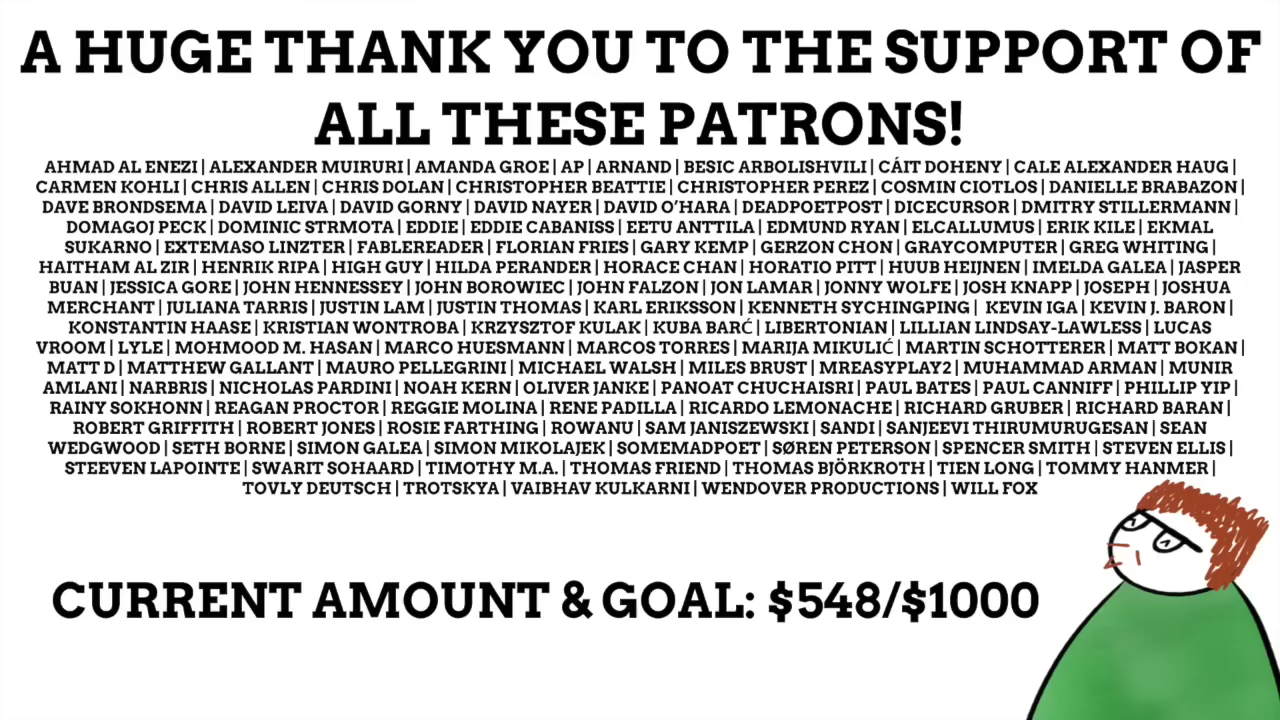 A HUGE THANK YOU TO THE SUPPORT OF
ALL THESE PATRONS!
AHMAD AL ENEZI | ALEXANDER MUIRURI | AMANDA GROE | AP | ARNAND | BESIC ARBOLISHVILI | CÁIT DOHENY | CALE ALEXANDER HAUG |
CARMEN KOHLI | CHRIS ALLEN | CHRIS DOLAN | CHRISTOPHER BEATTIE | CHRISTOPHER PEREZ | COSMIN CIOTLOS | DANIELLE BRABAZON |
DAVE BRONDSEMA | DAVID LEIVA | DAVID GORNY | DAVID NAYER | DAVID O’HARA | DEADPOETPOST | DICECURSOR | DMITRY STILLERMANN |
DOMAGOJ PECK | DOMINIC STRMOTA | EDDIE | EDDIE CABANISS | EETU ANTTILA | EDMUND RYAN | ELCALLUMUS | ERIK KILE | EKMAL
SUKARNO | EXTEMASO LINZTER | FABLEREADER | FLORIAN FRIES | GARY KEMP | GERZON CHON | GRAYCOMPUTER | GREG WHITING |
HAITHAM AL ZIR | HENRIK RIPA | HIGH GUY | HILDA PERANDER | HORACE CHAN | HORATIO PITT | HUUB HEIJNEN | IMELDA GALEA | JASPER
BUAN | JESSICA GORE | JOHN HENNESSEY | JOHN BOROWIEC | JOHN FALZON | JON LAMAR | JONNY WOLFE | JOSH KNAPP | JOSEPH | JOSHUA
MERCHANT | JULIANA TARRIS | JUSTIN LAM | JUSTIN THOMAS | KARL ERIKSSON | KENNETH SYCHINGPING | KEVIN IGA | KEVIN J. BARON |
KONSTANTIN HAASE | KRISTIAN WONTROBA | KRZYSZTOF KULAK | KUBA BARĆ | LIBERTONIAN | LILLIAN LINDSAY-LAWLESS | LUCAS
VROOM | LYLE | MOHMOOD M. HASAN | MARCO HUESMANN | MARCOS TORRES | MARIJA MIKULIĆ | MARTIN SCHOTTERER | MATT BOKAN |
MATT D | MATTHEW GALLANT | MAURO PELLEGRINI | MICHAEL WALSH | MILES BRUST | MREASYPLAY2 | MUHAMMAD ARMAN | MUNIR
AMLANI | NARBRIS | NICHOLAS PARDINI | NOAH KERN | OLIVER JANKE | PANOAT CHUCHAISRI | PAUL BATES | PAUL CANNIFF | PHILLIP YIP |
RAINY SOKHONN | REAGAN PROCTOR | REGGIE MOLINA | RENE PADILLA | RICARDO LEMONACHE | RICHARD GRUBER | RICHARD BARAN |
ROBERT GRIFFITH | ROBERT JONES | ROSIE FARTHING | ROWANU | SAM JANISZEWSKI | SANDI | SANJEEVI THIRUMURUGESAN | SEAN
WEDGWOOD | SETH BORNE | SIMON GALEA | SIMON MIKOLAJEK | SOMEMADPOET | SØREN PETERSON | SPENCER SMITH | STEVEN ELLIS |
STEEVEN LAPOINTE | SWARIT SOHAARD | TIMOTHY M.A. | THOMAS FRIEND | THOMAS BJÖRKROTH | TIEN LONG | TOMMY HANMER |
TOVLY DEUTSCH | TROTSKYA | VAIBHAV KULKARNI | WENDOVER PRODUCTIONS | WILL FOX
CURRENT AMOUNT & GOAL: $548/$1000